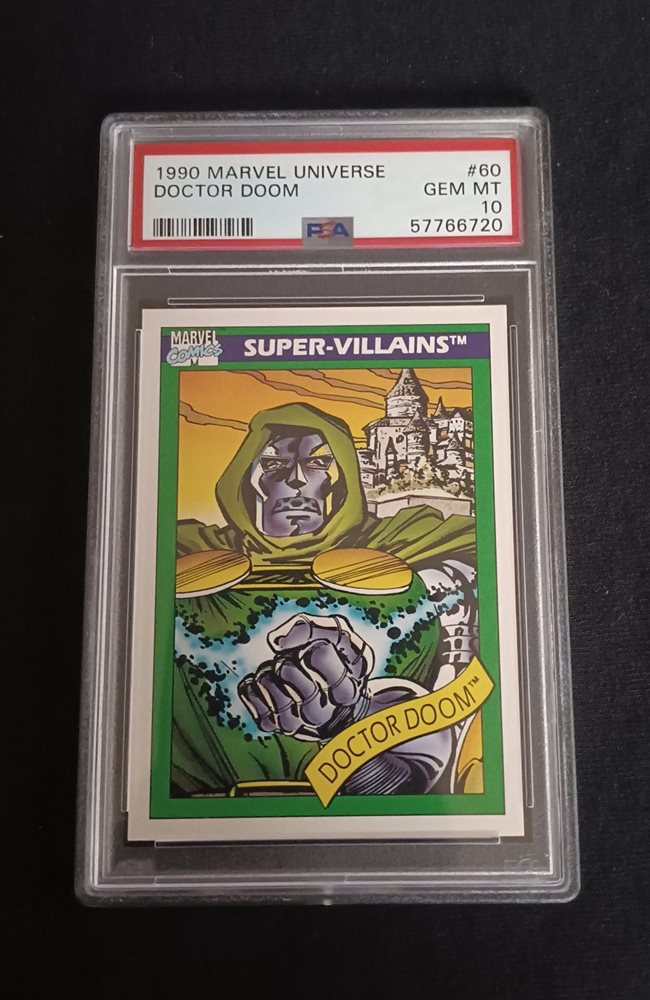 1990 MARVEL UNIVERSE #60
DOCTOR DOOM GEM MT
10
PSA 57766720
MARVEL COMICS
SUPER-VILLAINS™
DOCTOR DOOM™